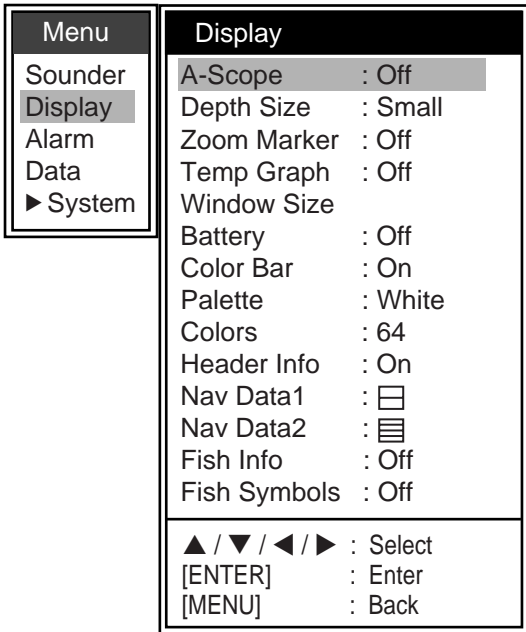 Menu
Sounder
Display
Alarm
Data
▶ System
Display
A-Scope : Off
Depth Size : Small
Zoom Marker : Off
Temp Graph : Off
Window Size
Battery : Off
Color Bar : On
Palette : White
Colors : 64
Header Info : On
Nav Data1 :
Nav Data2 :
Fish Info : Off
Fish Symbols : Off
▲ / ▼ / ◀ / ▶ : Select
[ENTER] : Enter
[MENU] : Back